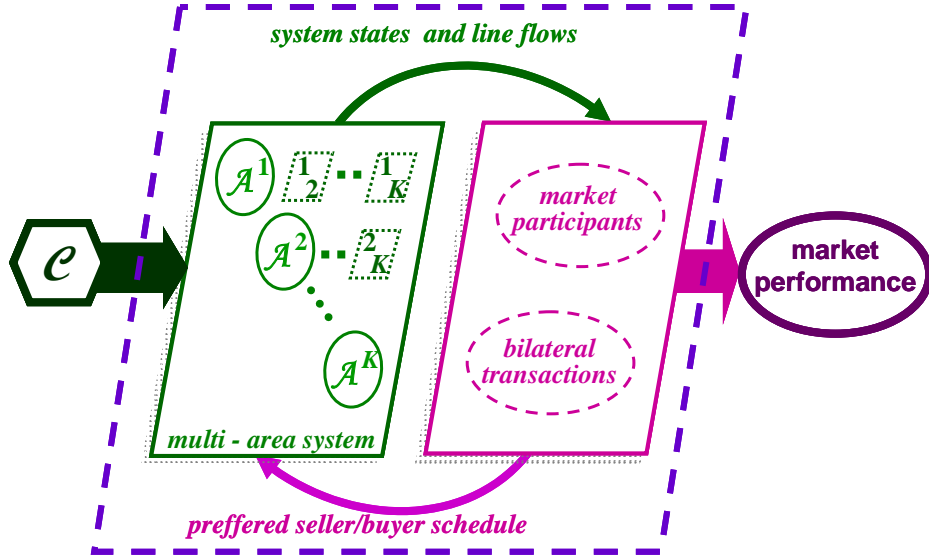 system states and line flows
𝒜¹ 1 2 ·· 1 K
𝒜² ·· 2 K
𝒜ᴷ
multi - area system
𝒞
market
participants
bilateral
transactions
market
performance
preffered seller/buyer schedule